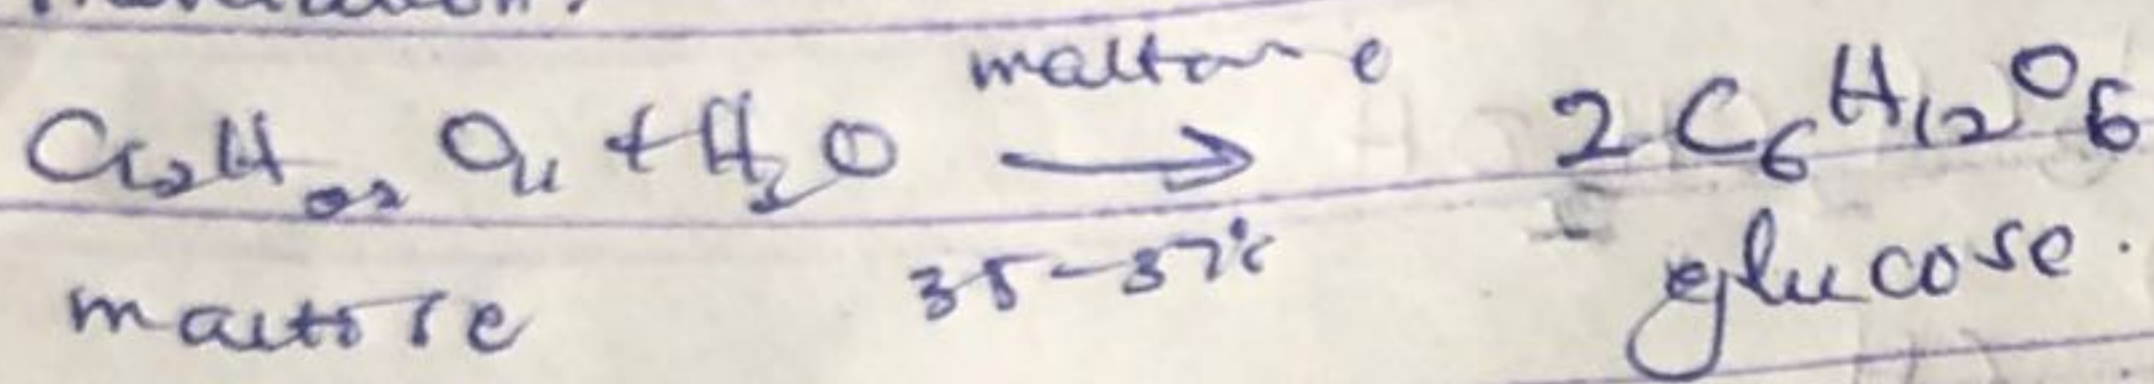 maltase
C₁₂H₂₂O₁₁ + H₂O → 2 C₆H₁₂O₆
35-37°c
maltose glucose.